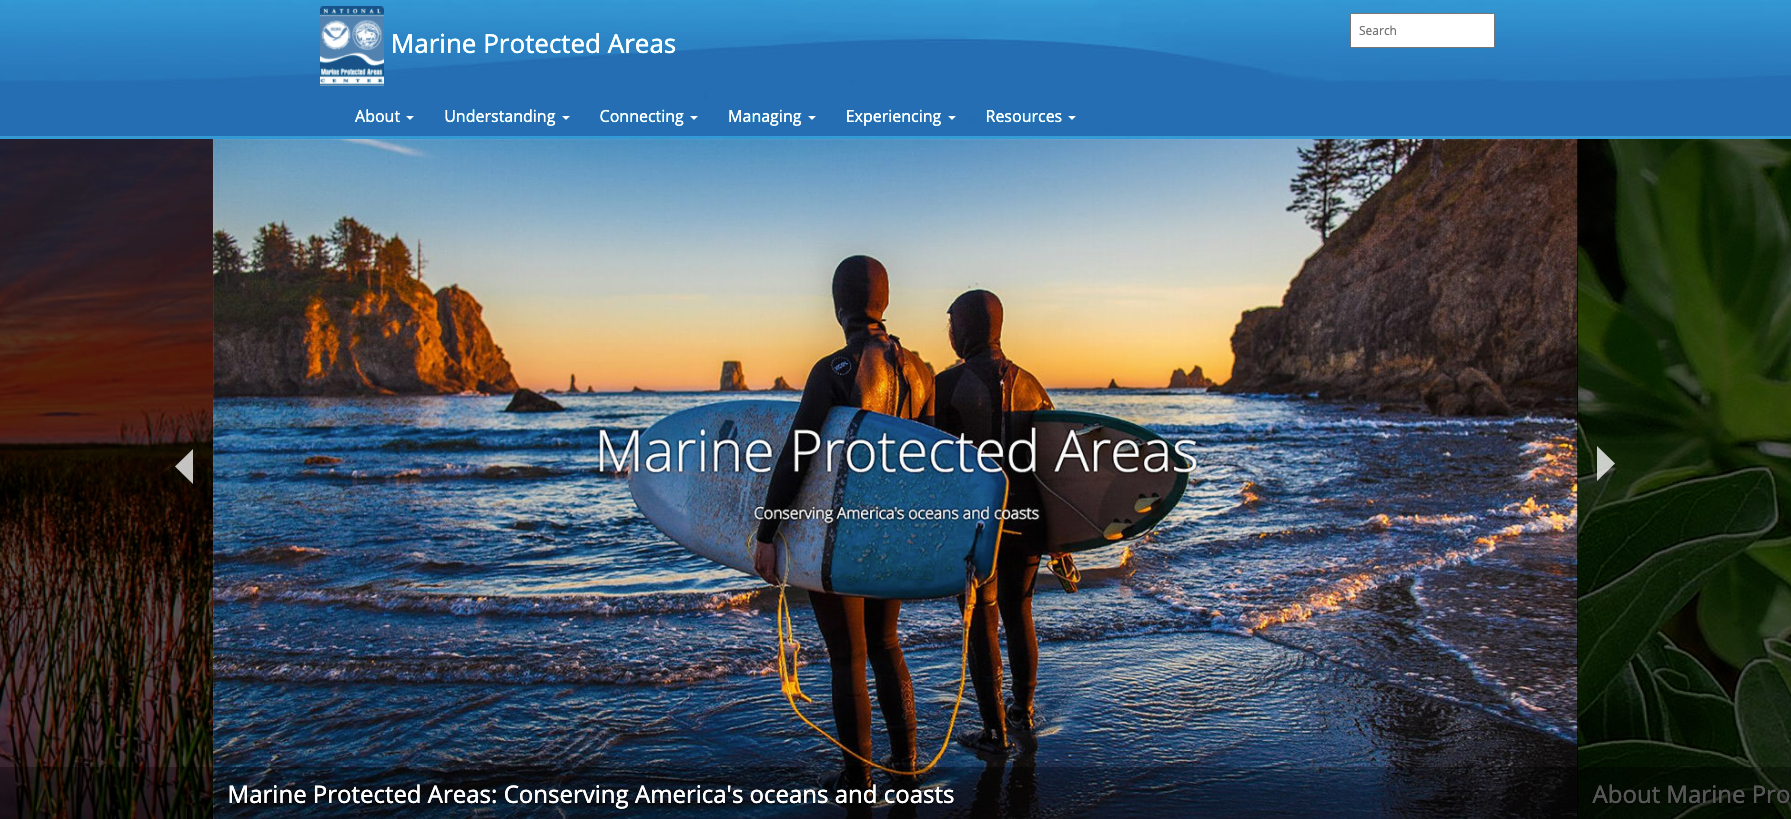 NATIONAL
Marine Protected Areas
CENTER
Marine Protected Areas
Search
About
Understanding
Connecting
Managing
Experiencing
Resources
Marine Protected Areas
Conserving America's oceans and coasts
Marine Protected Areas: Conserving America's oceans and coasts
About Marine Pro